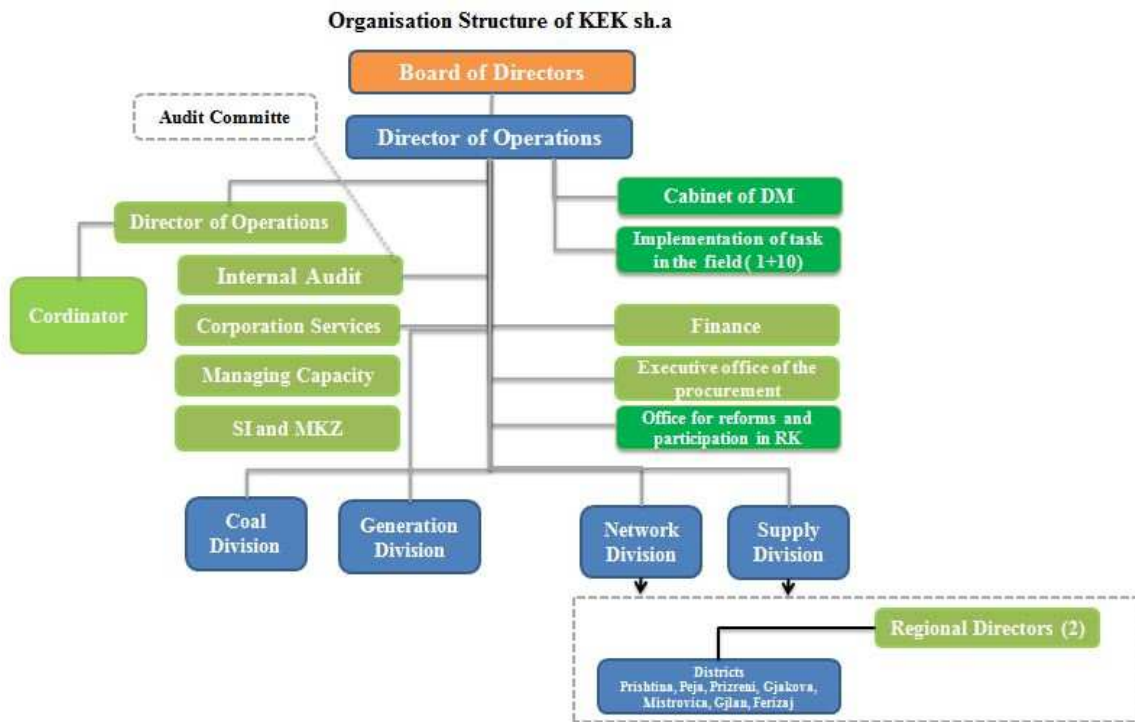 Organisation Structure of KEK sh.a
Board of Directors
Audit Committe
Director of Operations
Cabinet of DM
Director of Operations
Implementation of task
in the field ( 1+10)
Internal Audit
Cordinator
Corporation Services
Finance
Managing Capacity
Executive office of the
procurement
SI and MKZ
Office for reforms and
participation in RK
Coal
Division
Generation
Division
Network
Division
Supply
Division
Regional Directors (2)
Districts
Prishtina, Peja, Prizreni, Gjakova,
Mistrovica, Gjlan, Ferizaj